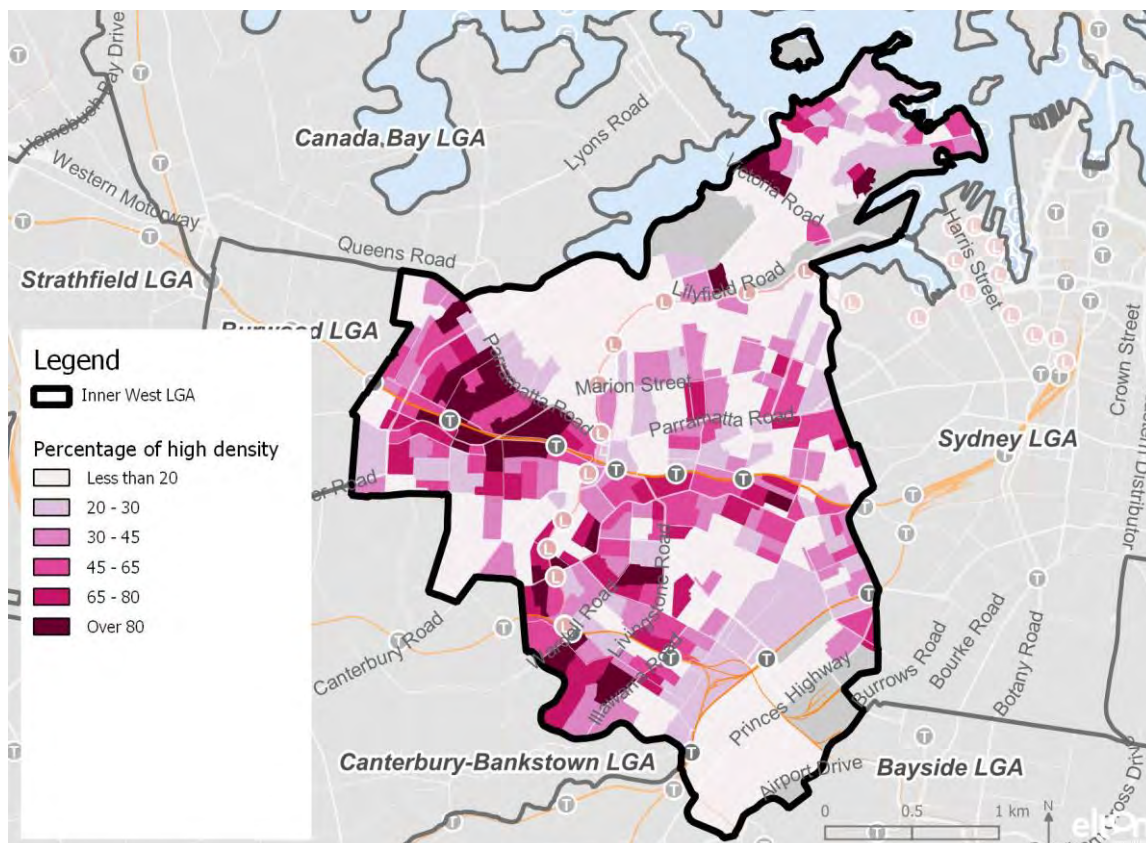 Homebush Bay Drive
Canada Bay LGA
Lyons Road
Western Motorway
Victoria Road
Queens Road
Harris Street
Strathfield LGA
Lilyfield Road
Burwood LGA
Crown Street
Legend
Inner West LGA
Parramatta Road
Marion Street
Parramatta Road
Sydney LGA
Percentage of high density
Less than 20
20 - 30
30 - 45
45 - 65
65 - 80
Over 80
er Road
Livingstone Road
Wardell Road
Canterbury Road
Illawarra Road
Princes Highway
Burrows Road
Bourke Road
Botany Road
Canterbury-Bankstown LGA
Bayside LGA
Airport Drive
0 0.5 1 km
N